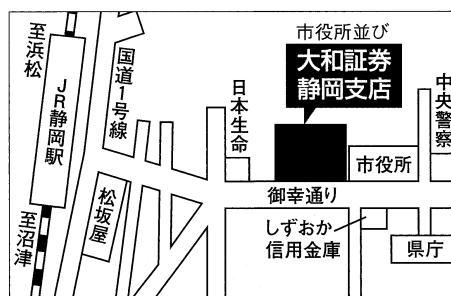 市役所並び
大和証券
静岡支店
至浜松
JR静岡駅
至沼津
国道1号線
松坂屋
日本生命
市役所
中央警察
御幸通り
しずおか
信用金庫
県庁